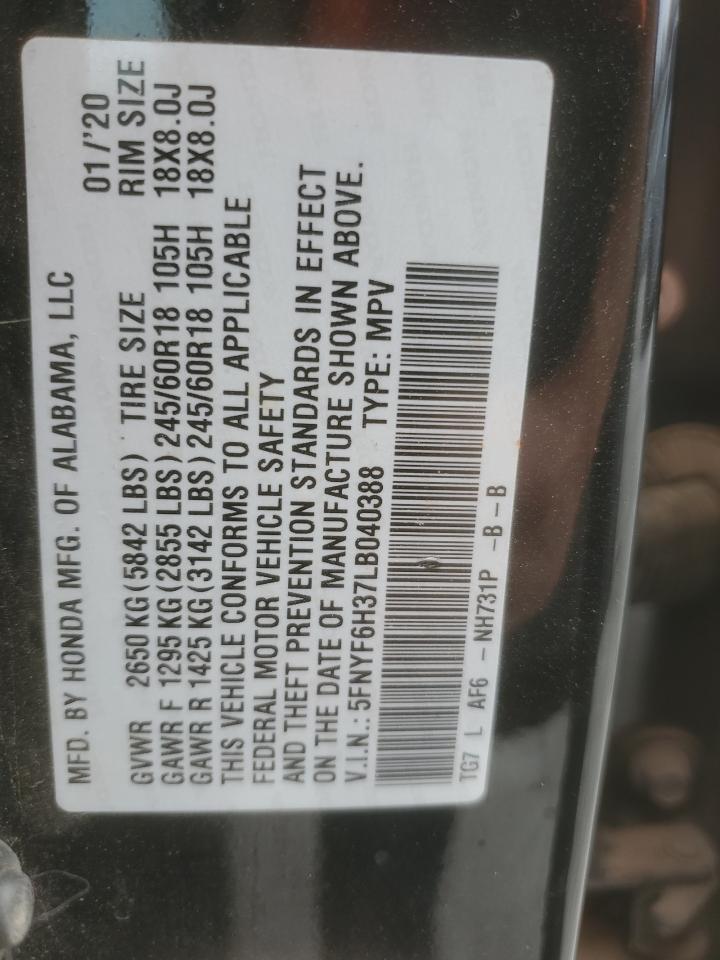 MFD. BY HONDA MFG. OF ALABAMA, LLC 01/'20
GVWR 2650 KG(5842 LBS) TIRE SIZE RIM SIZE
GAWR F 1295 KG(2855 LBS) 245/60R18 105H 18X8.0J
GAWR R 1425 KG(3142 LBS) 245/60R18 105H 18X8.0J
THIS VEHICLE CONFORMS TO ALL APPLICABLE
FEDERAL MOTOR VEHICLE SAFETY
AND THEFT PREVENTION STANDARDS IN EFFECT
ON THE DATE OF MANUFACTURE SHOWN ABOVE.
V.I.N.: 5FNYF6H37LB040388 TYPE: MPV
TG7 L AF6 - NH731P -B-B